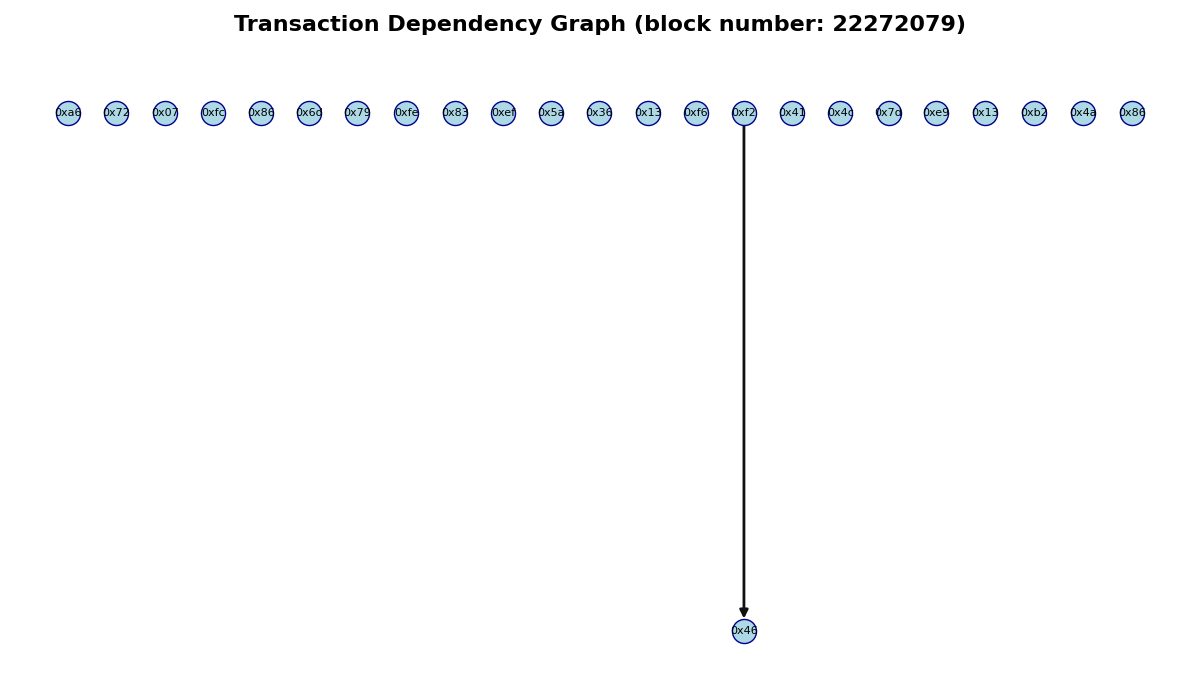 Transaction Dependency Graph (block number: 22272079)
0xa6 0x72 0x07 0xfc 0x86 0x6d 0x79 0xfe 0x83 0xef 0x5a 0x36 0x13 0xf6 0xf2 0x41 0x4c 0x7d 0xe9 0x13 0xb2 0x4a 0x86
0x46